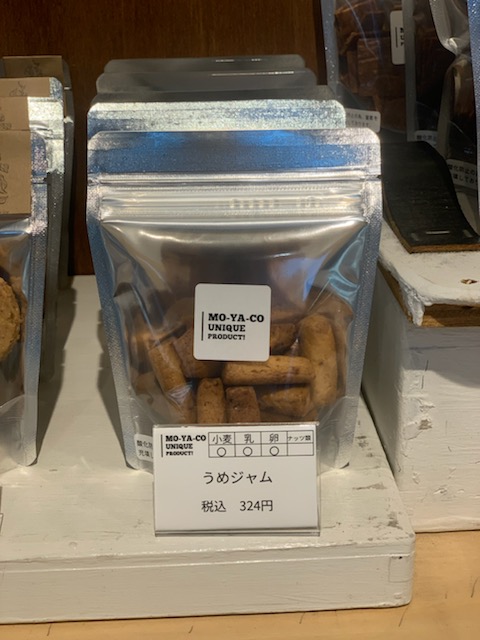 MO-YA-CO
UNIQUE
PRODUCT!
MO-YA-CO
UNIQUE
PRODUCT!
小麦 乳 卵 ナッツ類
○ ○ ○
うめジャム
税込 324円